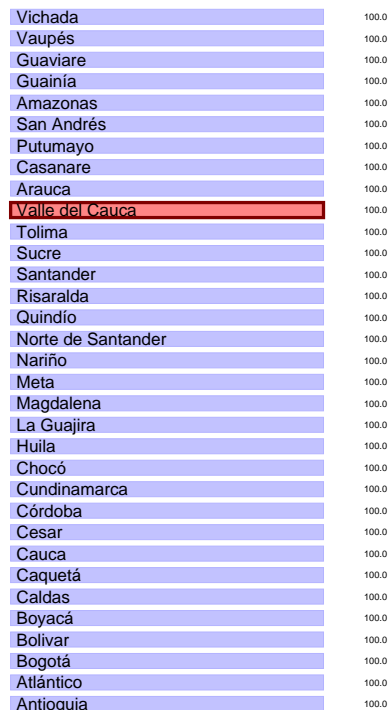 Vichada 100.0
Vaupés 100.0
Guaviare 100.0
Guainía 100.0
Amazonas 100.0
San Andrés 100.0
Putumayo 100.0
Casanare 100.0
Arauca 100.0
Valle del Cauca 100.0
Tolima 100.0
Sucre 100.0
Santander 100.0
Risaralda 100.0
Quindío 100.0
Norte de Santander 100.0
Nariño 100.0
Meta 100.0
Magdalena 100.0
La Guajira 100.0
Huila 100.0
Chocó 100.0
Cundinamarca 100.0
Córdoba 100.0
Cesar 100.0
Cauca 100.0
Caquetá 100.0
Caldas 100.0
Boyacá 100.0
Bolivar 100.0
Bogotá 100.0
Atlántico 100.0
Antioquia 100.0